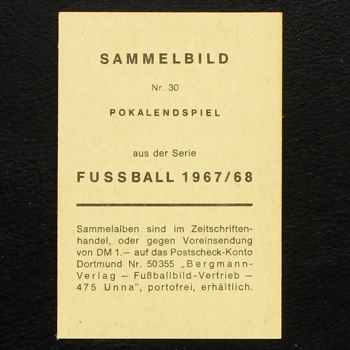 SAMMELBILD
Nr. 30
POKALENDSPIEL
aus der Serie
FUSSBALL 1967/68
Sammelalben sind im Zeitschriften-
handel, oder gegen Voreinsendung
von DM 1.— auf das Postscheck-Konto
Dortmund Nr. 50355 „Bergmann-
Verlag — Fußballbild-Vertrieb —
475 Unna", portofrei, erhältlich.